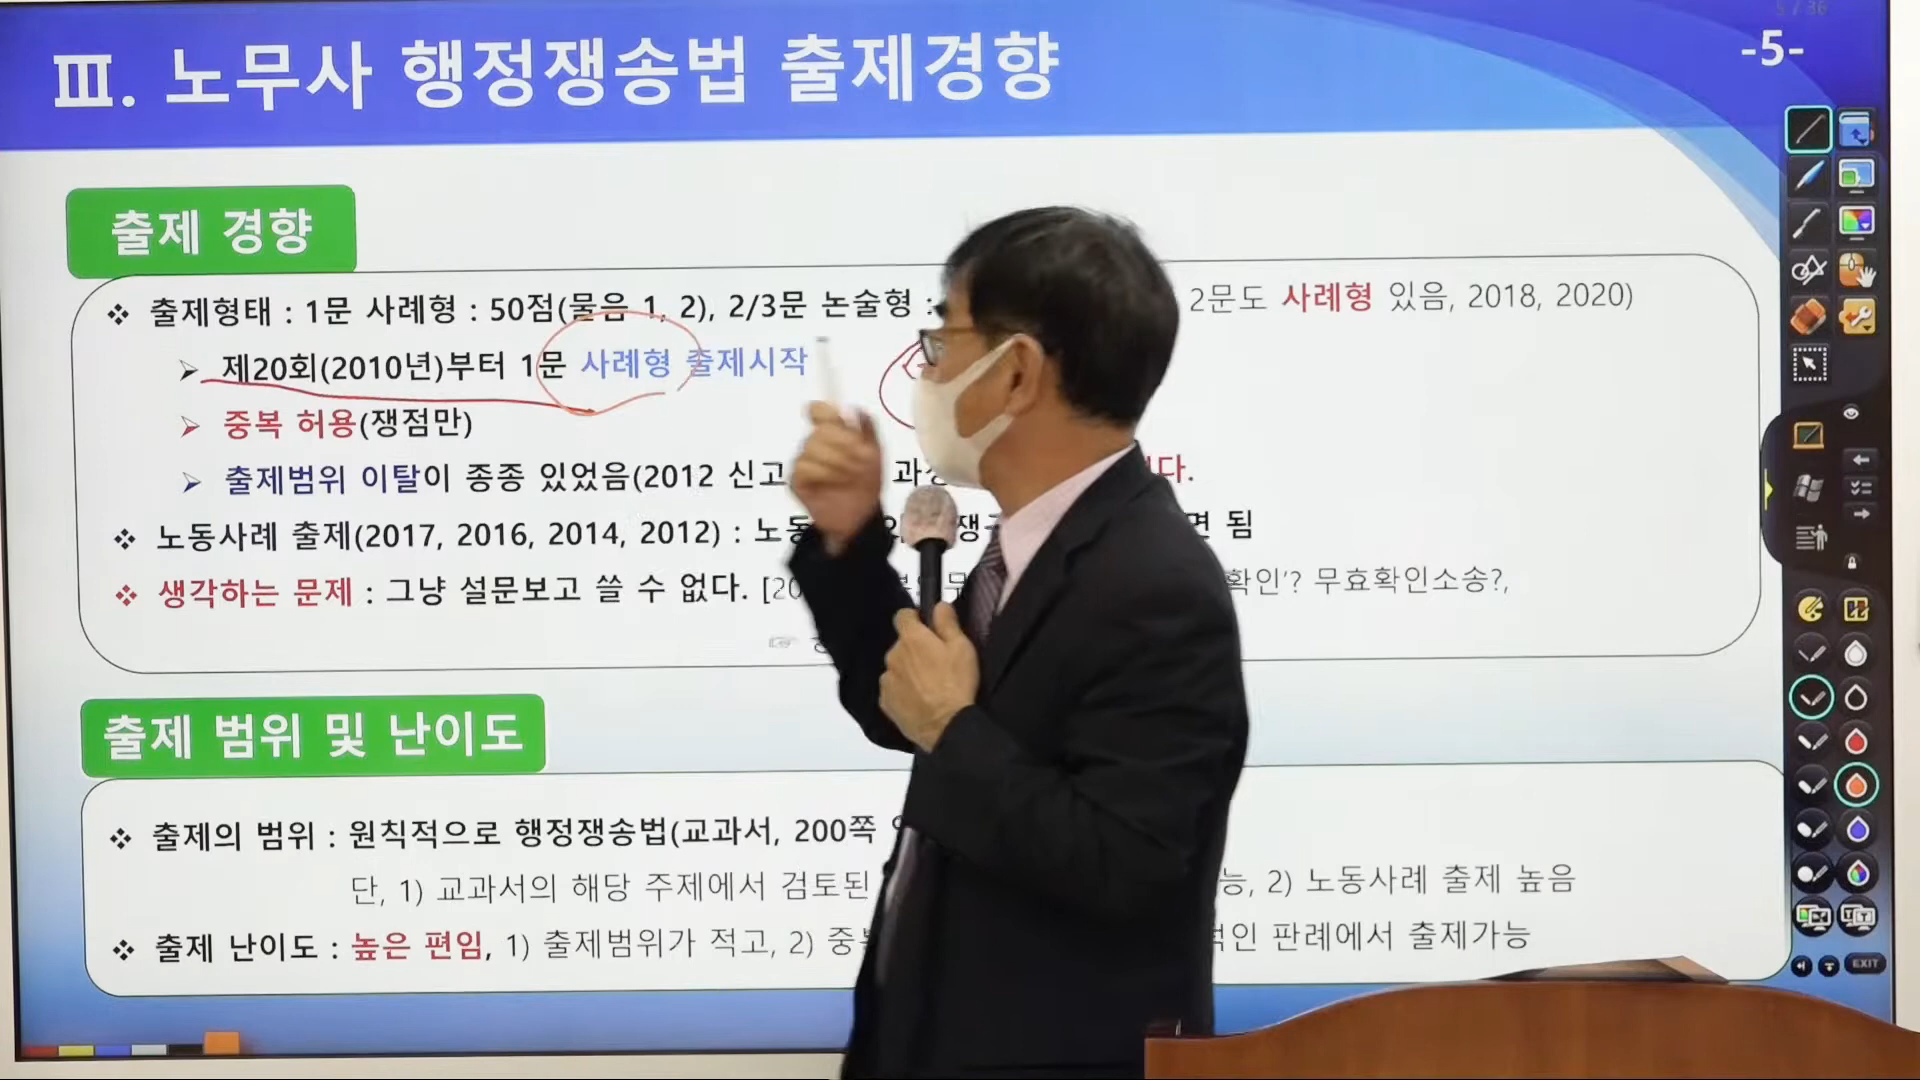 5 / 36
-5-
Ⅲ. 노무사 행정쟁송법 출제경향
출제 경향
❖ 출제형태 : 1문 사례형 : 50점(물음 1, 2), 2/3문 논술형 : 2문도 사례형 있음, 2018, 2020)
➢ 제20회(2010년)부터 1문 사례형 출제시작
➢ 중복 허용(쟁점만)
➢ 출제범위 이탈이 종종 있었음(2012 신고 다.
❖ 노동사례 출제(2017, 2016, 2014, 2012) : 노동 면 됨
❖ 생각하는 문제 : 그냥 설문보고 쓸 수 없다. [20 확인’? 무효확인소송?,
☞
출제 범위 및 난이도
❖ 출제의 범위 : 원칙적으로 행정쟁송법(교과서, 200쪽
단, 1) 교과서의 해당 주제에서 검토된 능, 2) 노동사례 출제 높음
❖ 출제 난이도 : 높은 편임, 1) 출제범위가 적고, 2) 적인 판례에서 출제가능
EXIT